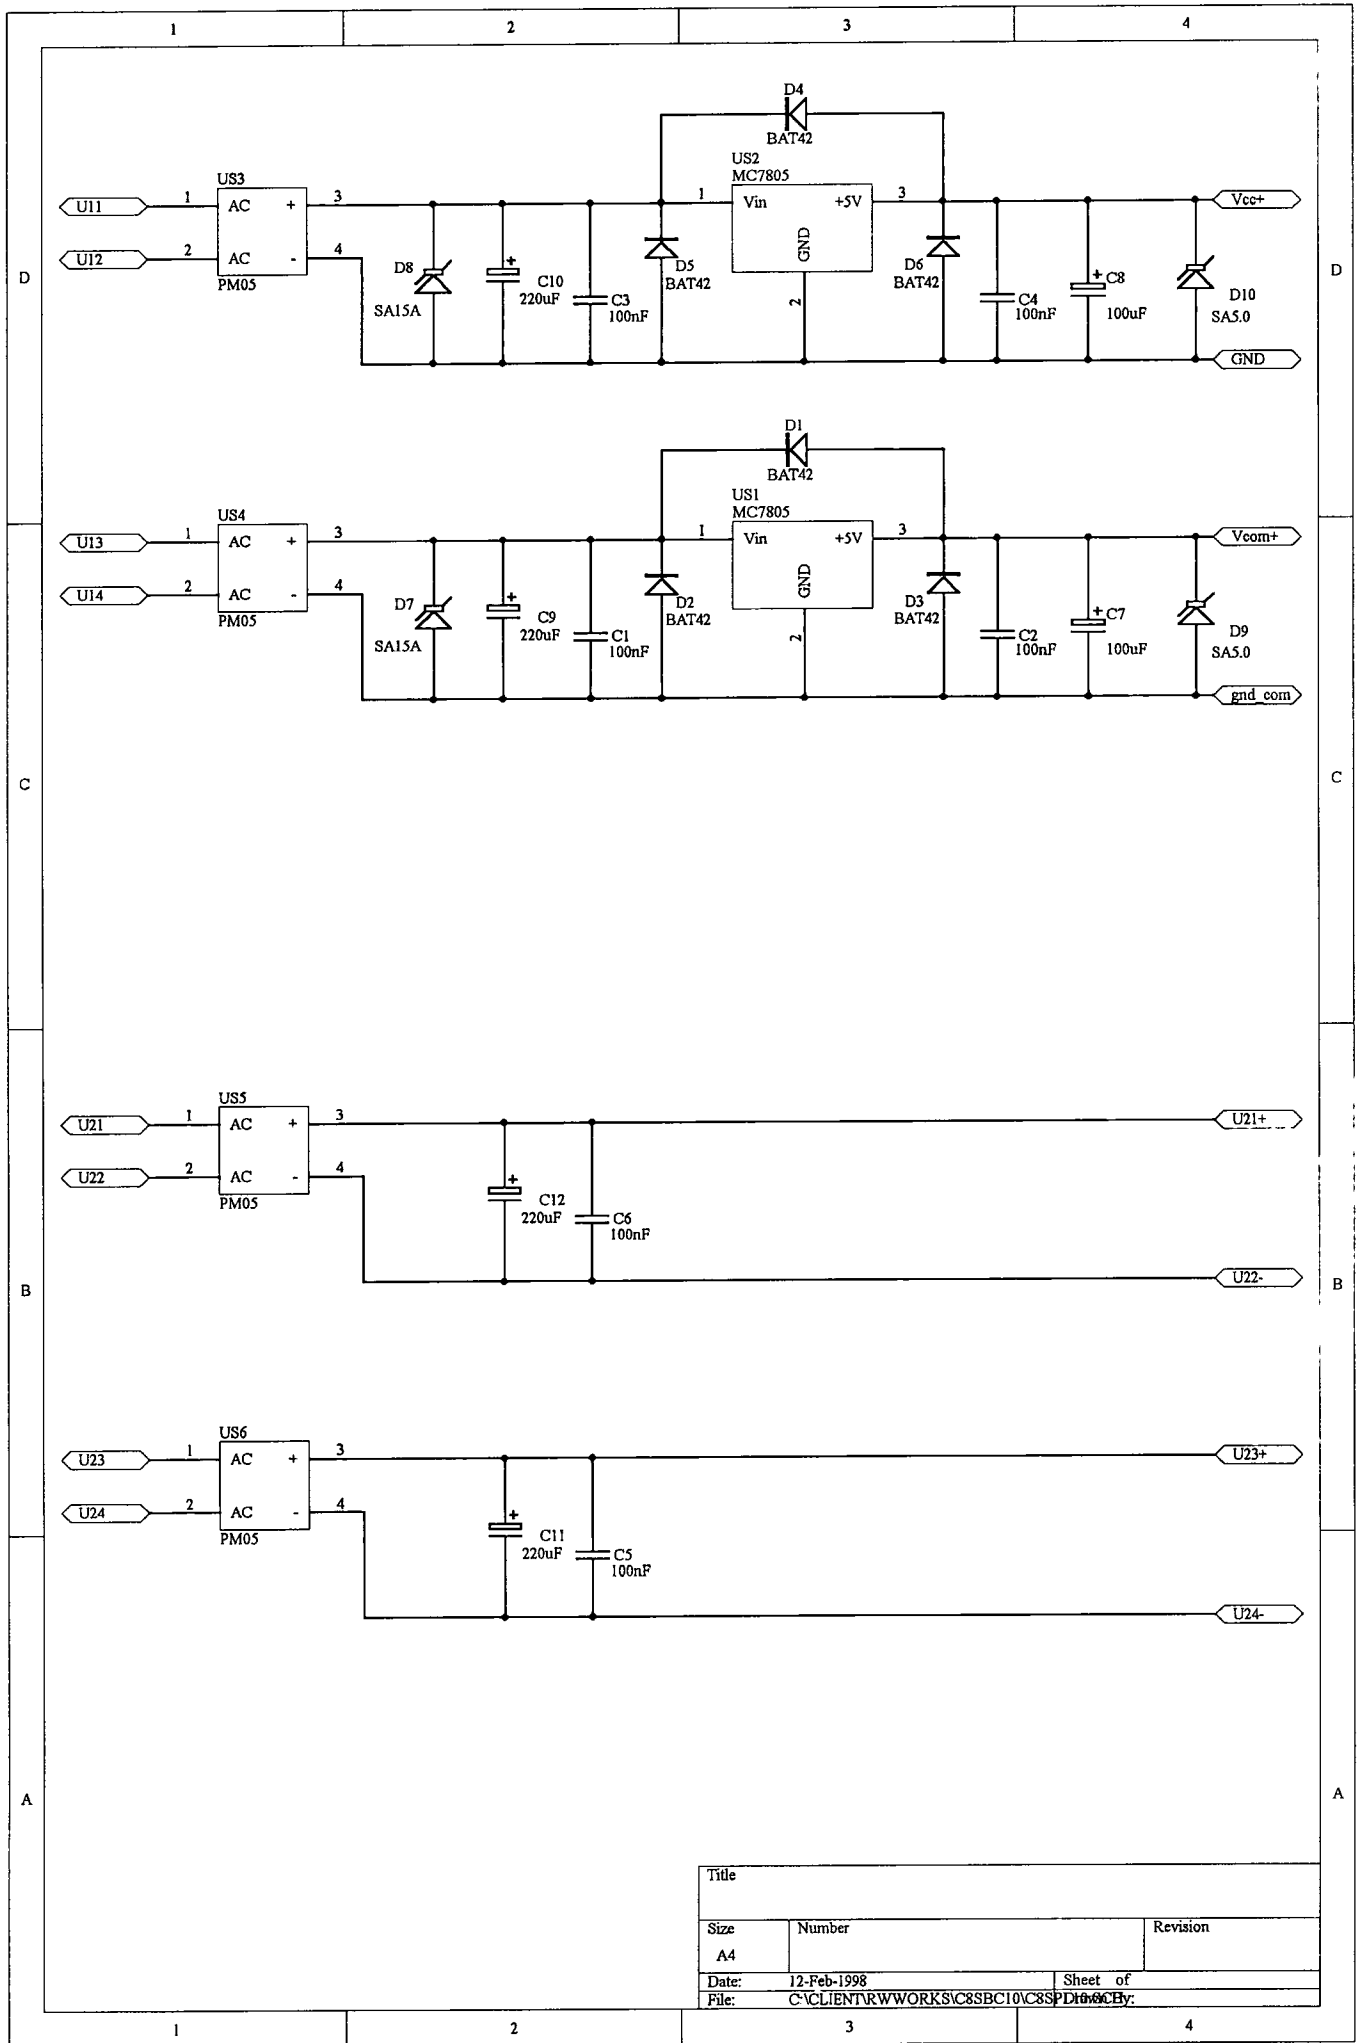 1 2 3 4
D4
BAT42
US2
MC7805
US3
U11 1 AC + 3 1 Vin +5V 3 Vcc+
GND
U12 2 AC - 4
PM05
D8
SA15A
C10
220uF
C3
100nF
D5
BAT42
2
D6
BAT42
C4
100nF
C8
100uF
D10
SA5.0
GND
D D
D1
BAT42
US1
MC7805
US4
U13 1 AC + 3 1 Vin +5V 3 Vcom+
GND
U14 2 AC - 4
PM05
D7
SA15A
C9
220uF
C1
100nF
D2
BAT42
2
D3
BAT42
C2
100nF
C7
100uF
D9
SA5.0
gnd_com
C C
US5
U21 1 AC + 3 U21+
U22 2 AC - 4
PM05
C12
220uF
C6
100nF
U22-
B B
US6
U23 1 AC + 3 U23+
U24 2 AC - 4
PM05
C11
220uF
C5
100nF
U24-
A A
Title
Size Number Revision
A4
Date: 12-Feb-1998 Sheet of
File: C:\CLIENT\RWWORKS\C8SBC10\C8SP
1 2 3 4